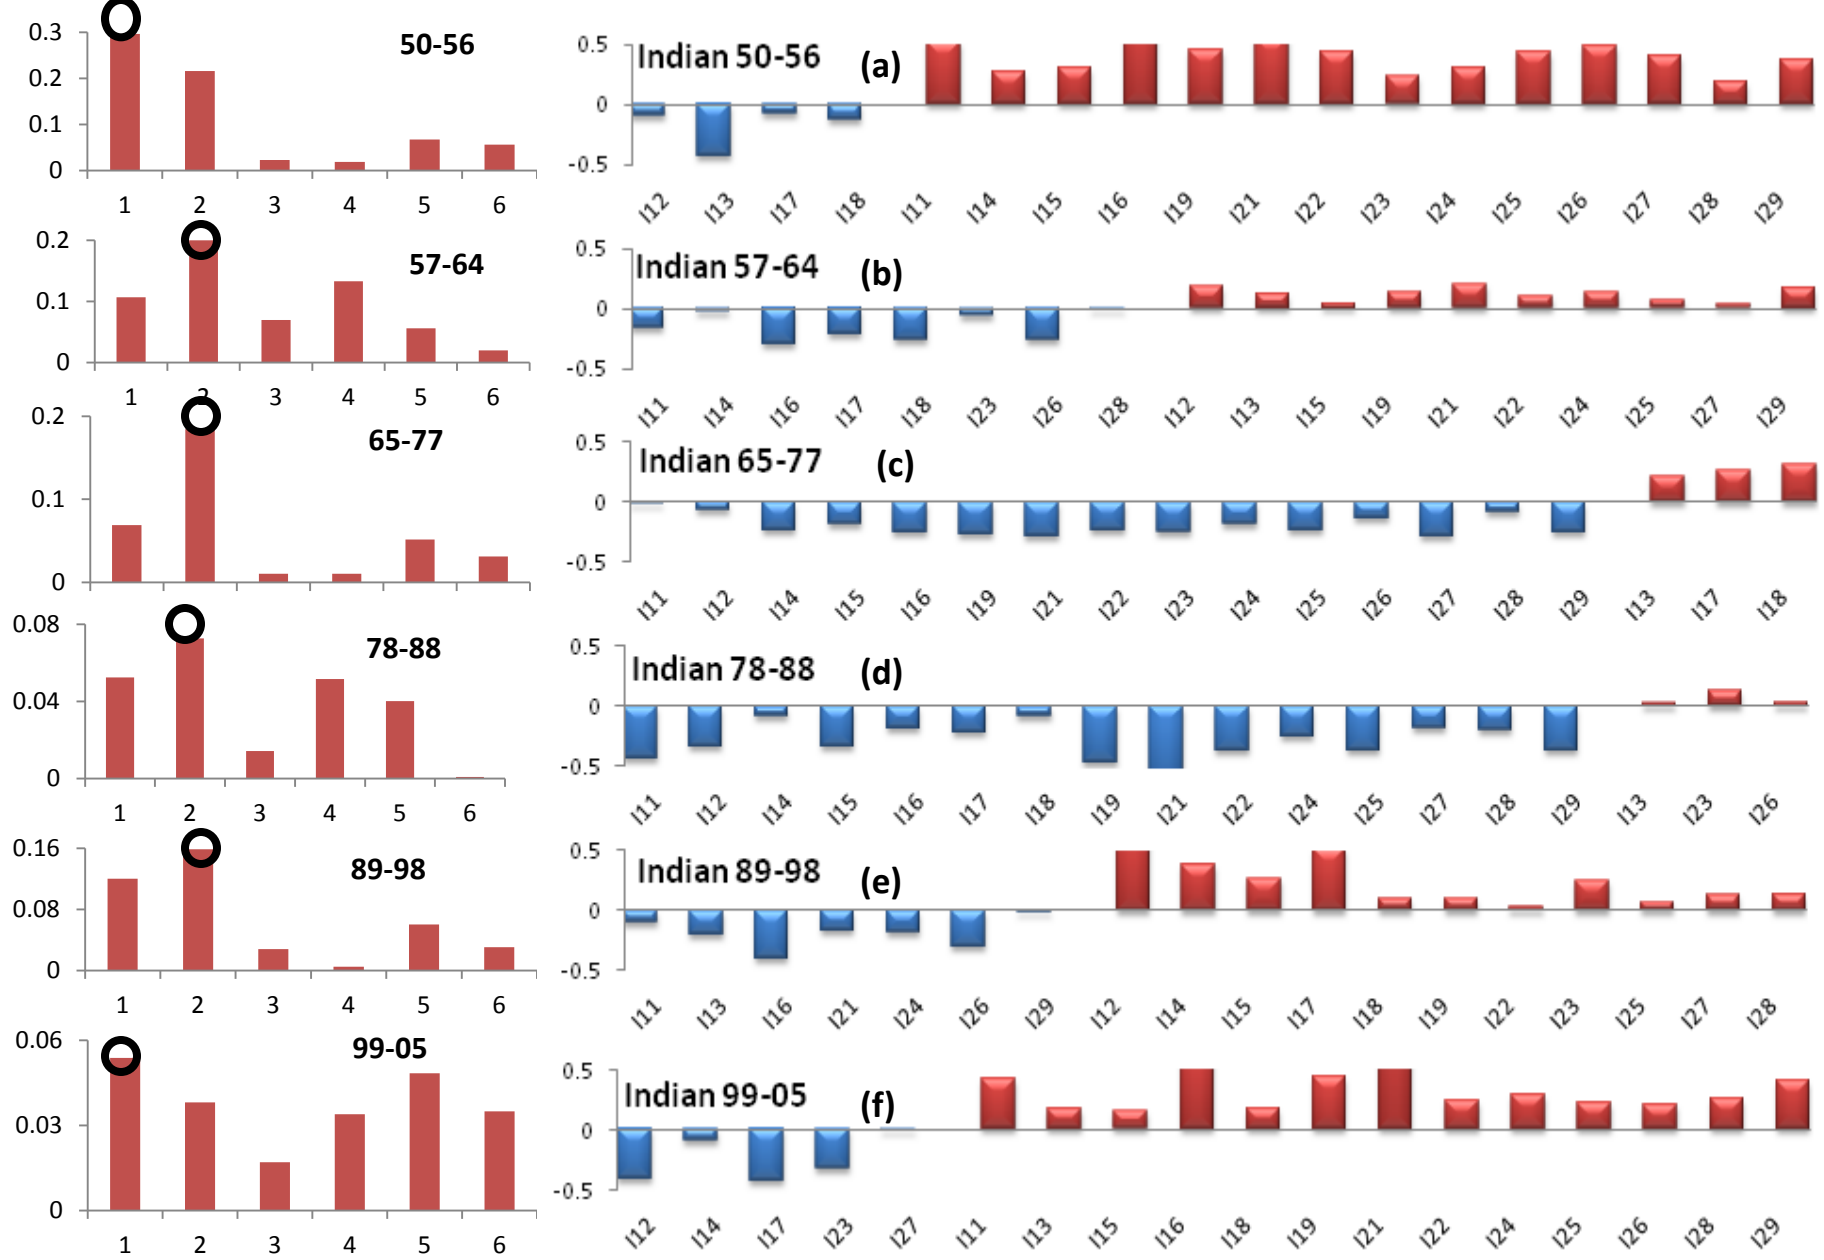 0.3
0.2
0.1
0
50-56
1 2 3 4 5 6
0.5
0
-0.5
Indian 50-56 (a)
I12 I13 I17 I18 I11 I14 I15 I16 I19 I21 I22 I23 I24 I25 I26 I27 I28 I29
0.2
0.1
0
57-64
1 2 3 4 5 6
0.5
0
-0.5
Indian 57-64 (b)
I11 I14 I16 I17 I18 I23 I26 I28 I12 I13 I15 I19 I21 I22 I24 I25 I27 I29
0.2
0.1
0
65-77
0.5
0
-0.5
Indian 65-77 (c)
I11 I12 I14 I15 I16 I19 I21 I22 I23 I24 I25 I26 I27 I28 I29 I13 I17 I18
0.08
0.04
0
78-88
1 2 3 4 5 6
0.5
0
-0.5
Indian 78-88 (d)
I11 I12 I14 I15 I16 I17 I18 I19 I21 I22 I24 I25 I27 I28 I29 I13 I23 I26
0.16
0.08
0
89-98
1 2 3 4 5 6
0.5
0
-0.5
Indian 89-98 (e)
I11 I13 I16 I21 I24 I26 I29 I12 I14 I15 I17 I18 I19 I22 I23 I25 I27 I28
0.06
0.03
0
99-05
1 2 3 4 5 6
0.5
0
-0.5
Indian 99-05 (f)
I12 I14 I17 I23 I27 I11 I13 I15 I16 I18 I19 I21 I22 I24 I25 I26 I28 I29